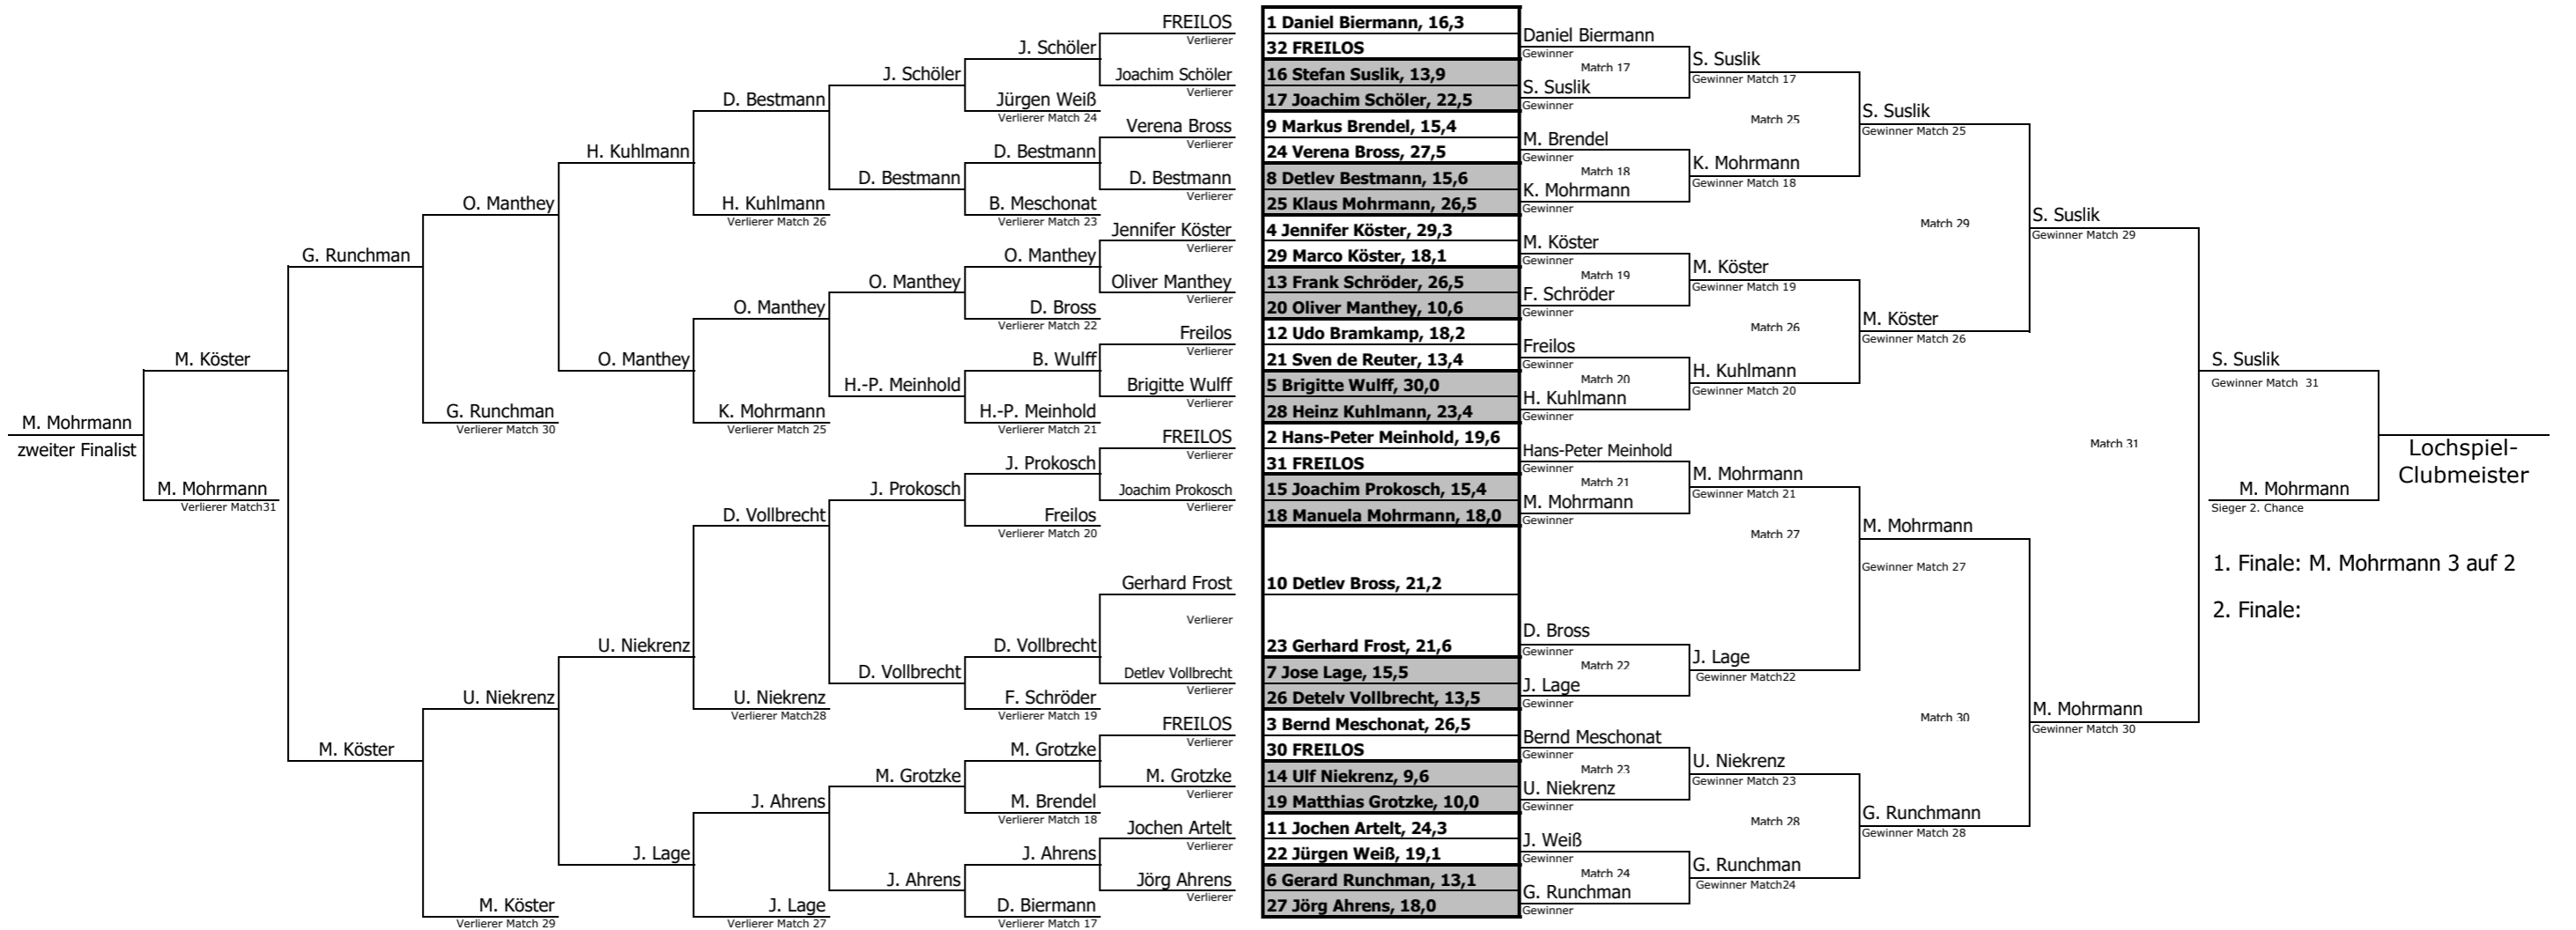 FREILOS
Verlierer
J. Schöler
Joachim Schöler
Verlierer
J. Schöler
Jürgen Weiß
Verlierer Match 24
D. Bestmann
Verena Bross
Verlierer
D. Bestmann
D. Bestmann
Verlierer
D. Bestmann
B. Meschonat
Verlierer Match 23
H. Kuhlmann
H. Kuhlmann
Verlierer Match 26
O. Manthey
Jennifer Köster
Verlierer
O. Manthey
Oliver Manthey
Verlierer
O. Manthey
D. Bross
Verlierer Match 22
O. Manthey
Freilos
Verlierer
B. Wulff
Brigitte Wulff
Verlierer
H.-P. Meinhold
H.-P. Meinhold
Verlierer Match 21
O. Manthey
K. Mohrmann
Verlierer Match 25
G. Runchman
G. Runchman
Verlierer Match 30
M. Köster
M. Mohrmann
zweiter Finalist
M. Mohrmann
Verlierer Match31
FREILOS
Verlierer
J. Prokosch
Joachim Prokosch
Verlierer
J. Prokosch
Freilos
Verlierer Match 20
D. Vollbrecht
Gerhard Frost
Verlierer
D. Vollbrecht
Detlev Vollbrecht
Verlierer
D. Vollbrecht
F. Schröder
Verlierer Match 19
U. Niekrenz
U. Niekrenz
Verlierer Match28
U. Niekrenz
FREILOS
Verlierer
M. Grotzke
M. Grotzke
Verlierer
M. Grotzke
M. Brendel
Verlierer Match 18
J. Ahrens
Jochen Artelt
Verlierer
J. Ahrens
Jörg Ahrens
Verlierer
J. Ahrens
D. Biermann
Verlierer Match 17
J. Lage
J. Lage
Verlierer Match 27
M. Köster
M. Köster
Verlierer Match 29
1 Daniel Biermann, 16,3
32 FREILOS
16 Stefan Suslik, 13,9
17 Joachim Schöler, 22,5
9 Markus Brendel, 15,4
24 Verena Bross, 27,5
8 Detlev Bestmann, 15,6
25 Klaus Mohrmann, 26,5
4 Jennifer Köster, 29,3
29 Marco Köster, 18,1
13 Frank Schröder, 26,5
20 Oliver Manthey, 10,6
12 Udo Bramkamp, 18,2
21 Sven de Reuter, 13,4
5 Brigitte Wulff, 30,0
28 Heinz Kuhlmann, 23,4
2 Hans-Peter Meinhold, 19,6
31 FREILOS
15 Joachim Prokosch, 15,4
18 Manuela Mohrmann, 18,0
10 Detlev Bross, 21,2
23 Gerhard Frost, 21,6
7 Jose Lage, 15,5
26 Detelv Vollbrecht, 13,5
3 Bernd Meschonat, 26,5
30 FREILOS
14 Ulf Niekrenz, 9,6
19 Matthias Grotzke, 10,0
11 Jochen Artelt, 24,3
22 Jürgen Weiß, 19,1
6 Gerard Runchman, 13,1
27 Jörg Ahrens, 18,0
Daniel Biermann
Gewinner
Match 17
S. Suslik
Gewinner
S. Suslik
Gewinner Match 17
Match 25
M. Brendel
Gewinner
Match 18
K. Mohrmann
Gewinner
K. Mohrmann
Gewinner Match 18
S. Suslik
Gewinner Match 25
Match 29
M. Köster
Gewinner
Match 19
F. Schröder
Gewinner
M. Köster
Gewinner Match 19
Match 26
Freilos
Gewinner
Match 20
H. Kuhlmann
Gewinner
H. Kuhlmann
Gewinner Match 20
M. Köster
Gewinner Match 26
S. Suslik
Gewinner Match 29
Match 31
Hans-Peter Meinhold
Gewinner
Match 21
M. Mohrmann
Gewinner
M. Mohrmann
Gewinner Match 21
Match 27
D. Bross
Gewinner
Match 22
J. Lage
Gewinner
J. Lage
Gewinner Match22
M. Mohrmann
Gewinner Match 27
Match 30
Bernd Meschonat
Gewinner
Match 23
U. Niekrenz
Gewinner
U. Niekrenz
Gewinner Match 23
Match 28
J. Weiß
Gewinner
Match 24
G. Runchman
Gewinner
G. Runchman
Gewinner Match24
G. Runchmann
Gewinner Match 28
M. Mohrmann
Gewinner Match 30
S. Suslik
Gewinner Match 31
M. Mohrmann
Sieger 2. Chance
Lochspiel-
Clubmeister
1. Finale: M. Mohrmann 3 auf 2
2. Finale: